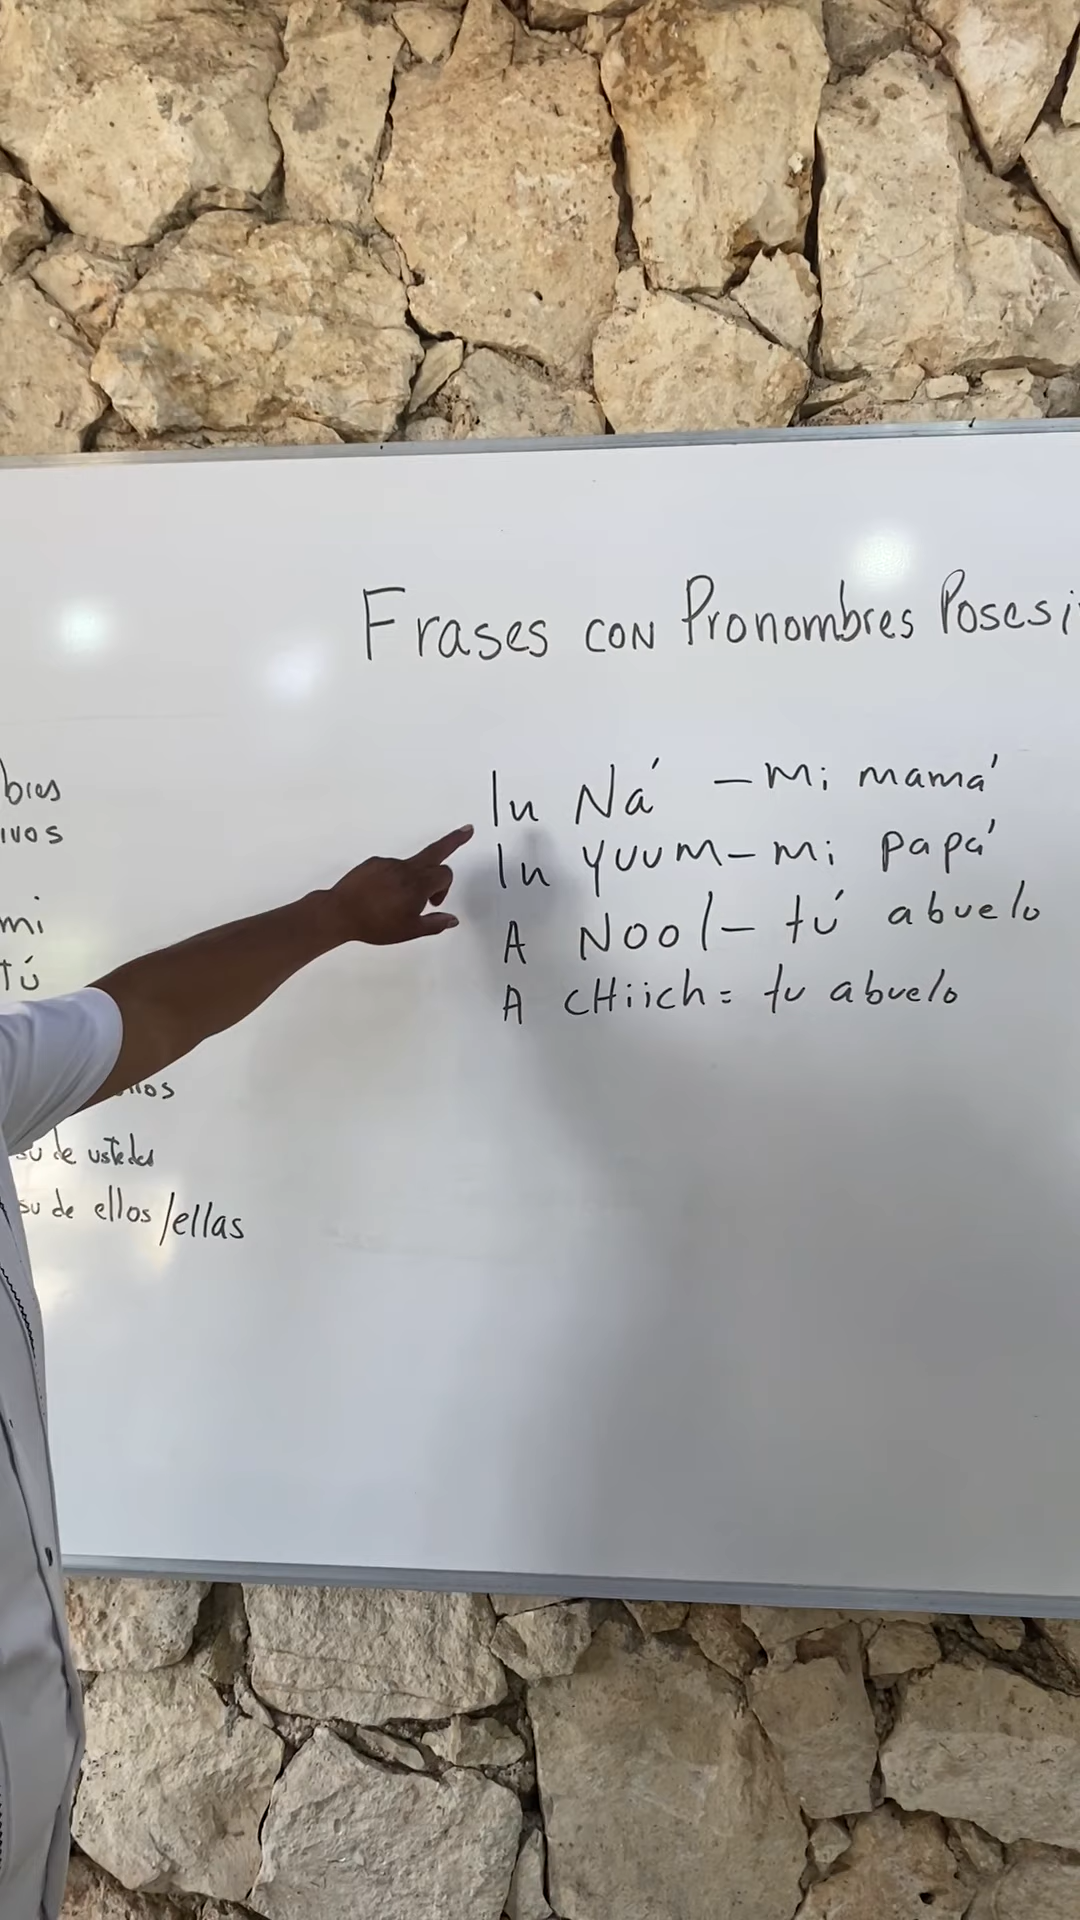 Frases con Pronombres Posesi
In Ná - mi mamá
In YUUM - mi papá
A NOOl - tú abuelo
A CHiich = tu abuelo
bres
ivos
mi
tú
su de ustedes
su de ellos/ellas